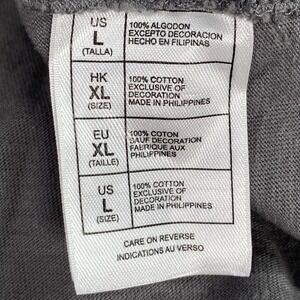 US
L
(TALLA)
100% ALGODON
EXCEPTO DECORACION
HECHO EN FILIPINAS
HK
XL
(SIZE)
100% COTTON
EXCLUSIVE OF
DECORATION
MADE IN PHILIPPINES
EU
XL
(TAILLE)
100% COTON
SAUF DECORATION
FABRIQUE AUX
PHILIPPINES
US
L
(SIZE)
100% COTTON
EXCLUSIVE OF
DECORATION
MADE IN PHILIPPINES
CARE ON REVERSE
INDICATIONS AU VERSO